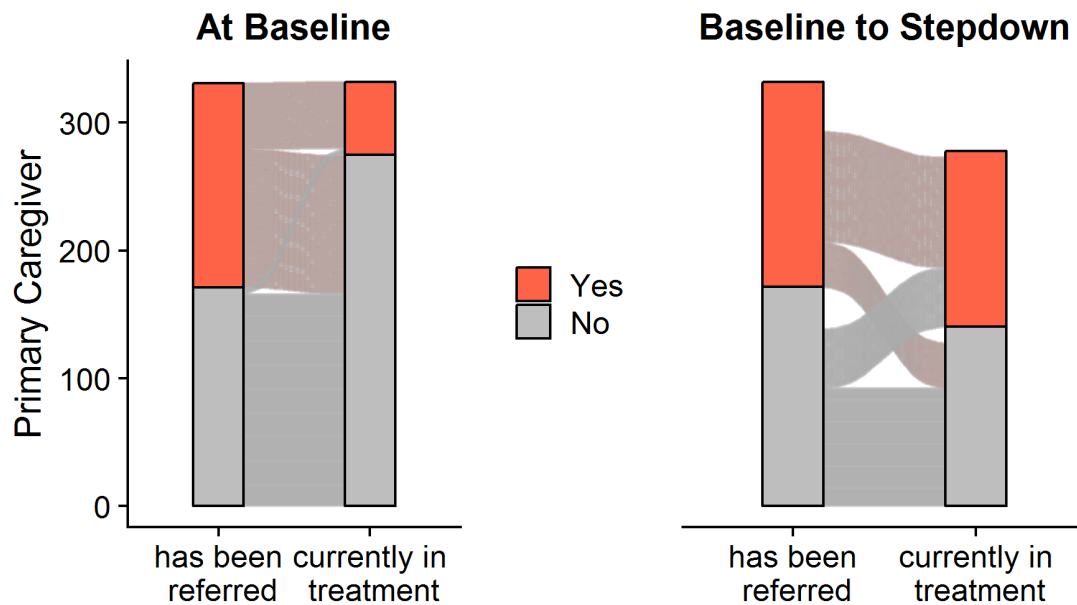 At Baseline
Baseline to Stepdown
Primary Caregiver
300
200
100
0
Yes
No
has been
referred
currently in
treatment
has been
referred
currently in
treatment